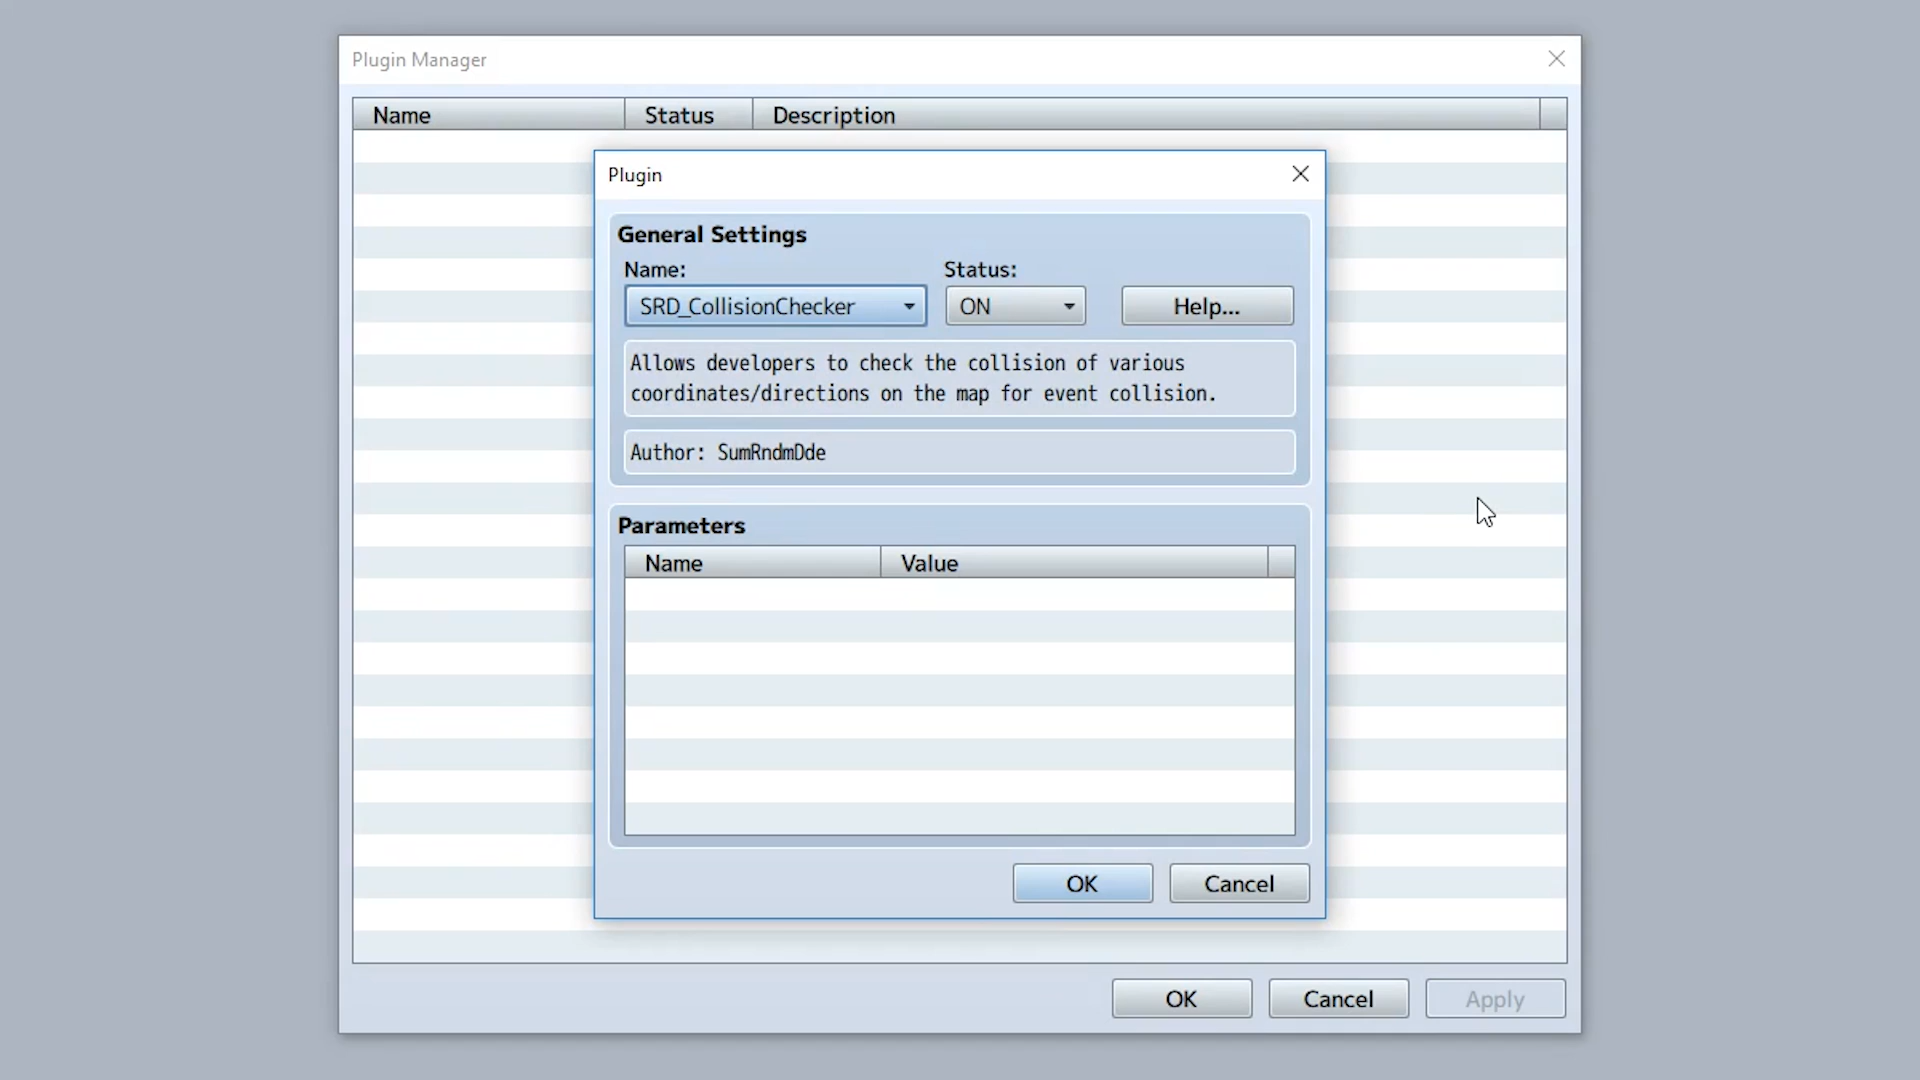 Plugin Manager
Name Status Description
Plugin
General Settings
Name: Status:
SRD_CollisionChecker ON Help...
Allows developers to check the collision of various
coordinates/directions on the map for event collision.
Author: SumRndmDde
Parameters
Name Value
OK Cancel
OK Cancel Apply